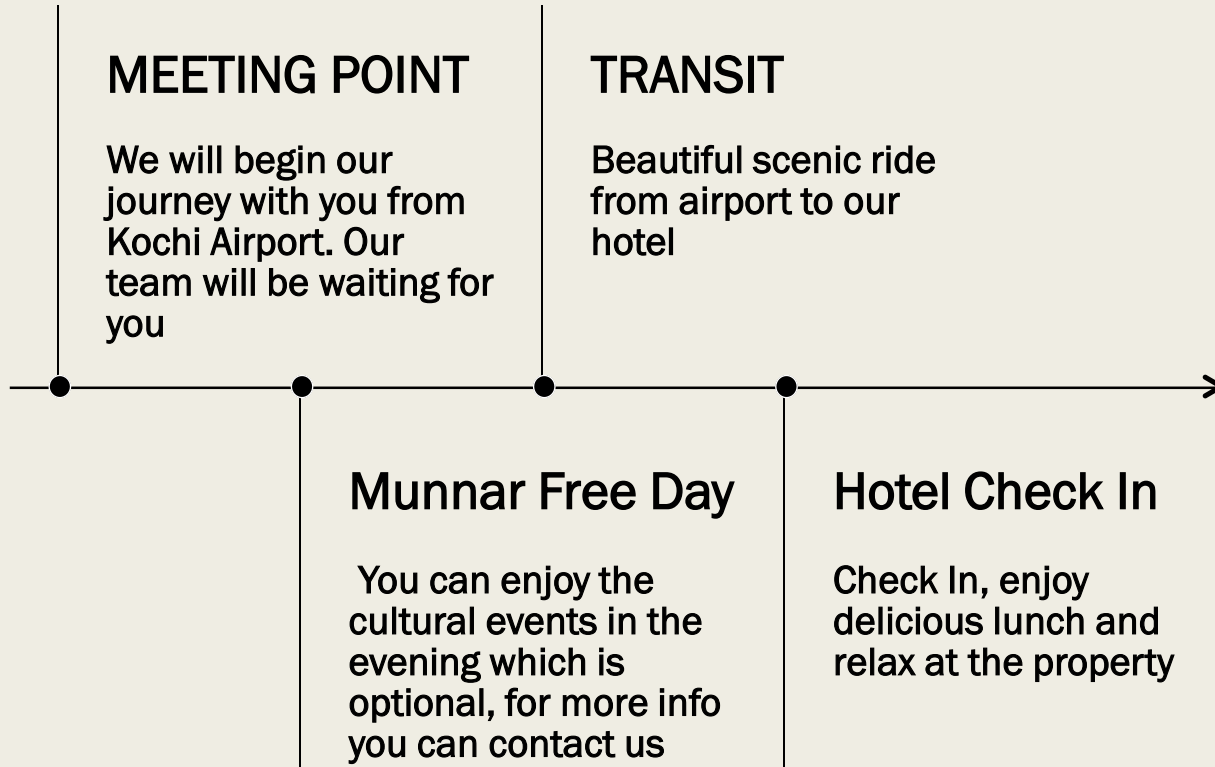 MEETING POINT
We will begin our
journey with you from
Kochi Airport. Our
team will be waiting for
you
TRANSIT
Beautiful scenic ride
from airport to our
hotel
Munnar Free Day
You can enjoy the
cultural events in the
evening which is
optional, for more info
you can contact us
Hotel Check In
Check In, enjoy
delicious lunch and
relax at the property